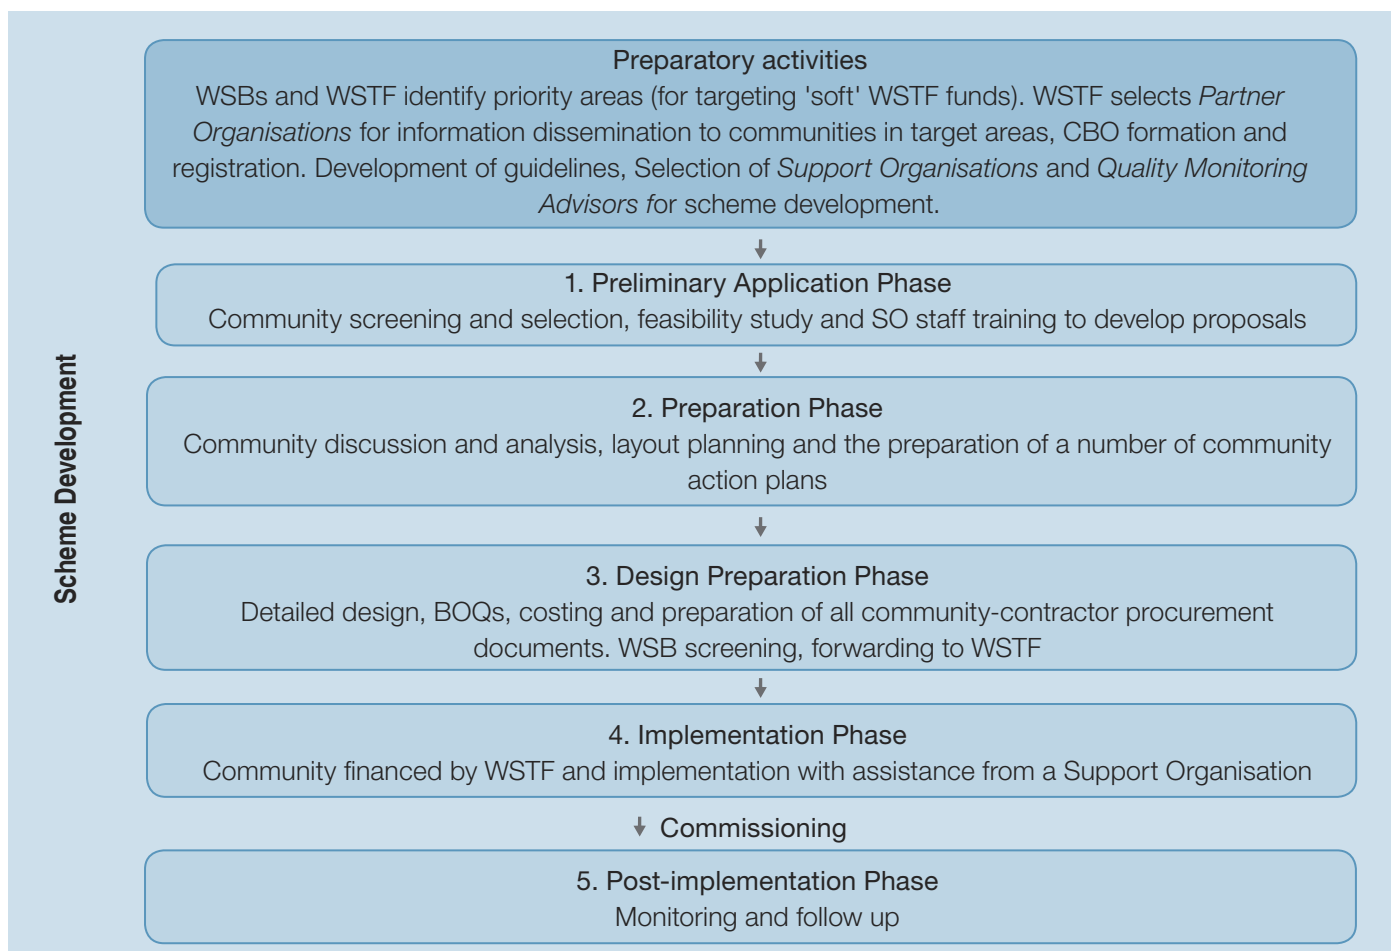 Scheme Development
Preparatory activities
WSBs and WSTF identify priority areas (for targeting 'soft' WSTF funds). WSTF selects Partner
Organisations for information dissemination to communities in target areas, CBO formation and
registration. Development of guidelines, Selection of Support Organisations and Quality Monitoring
Advisors for scheme development.
1. Preliminary Application Phase
Community screening and selection, feasibility study and SO staff training to develop proposals
2. Preparation Phase
Community discussion and analysis, layout planning and the preparation of a number of community
action plans
3. Design Preparation Phase
Detailed design, BOQs, costing and preparation of all community-contractor procurement
documents. WSB screening, forwarding to WSTF
4. Implementation Phase
Community financed by WSTF and implementation with assistance from a Support Organisation
Commissioning
5. Post-implementation Phase
Monitoring and follow up